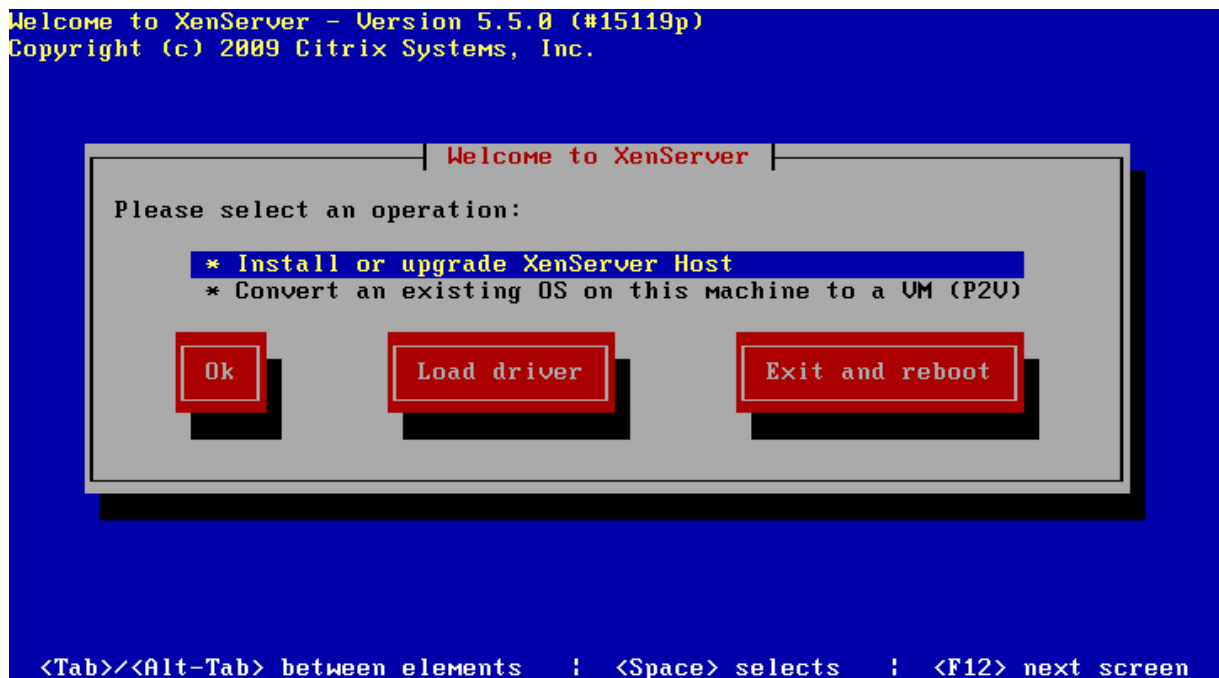 Welcome to XenServer - Version 5.5.0 (#15119p)
Copyright (c) 2009 Citrix Systems, Inc.
Welcome to XenServer
Please select an operation:
* Install or upgrade XenServer Host
* Convert an existing OS on this machine to a VM (P2V)
Ok Load driver Exit and reboot
<Tab>/<Alt-Tab> between elements | <Space> selects | <F12> next screen